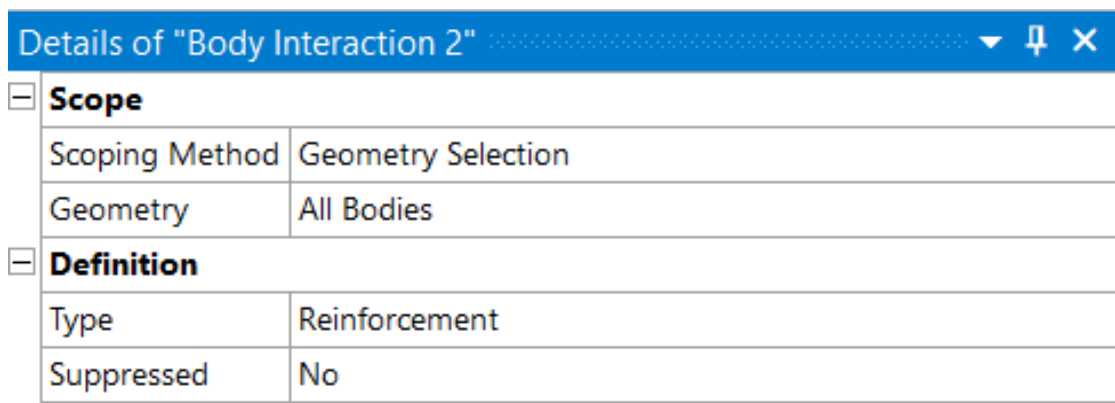 Details of "Body Interaction 2"
Scope
Scoping Method Geometry Selection
Geometry All Bodies
Definition
Type Reinforcement
Suppressed No